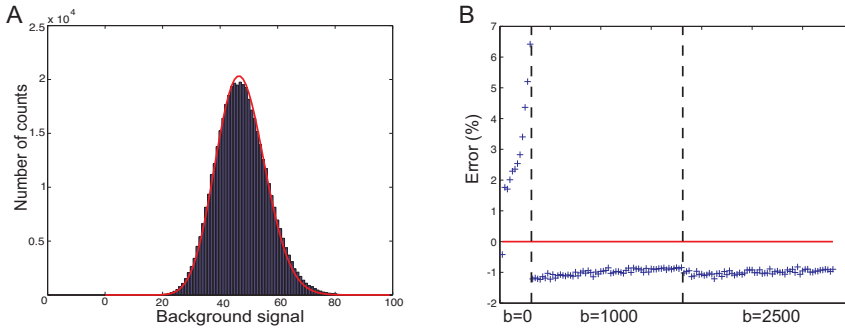 A
2.5 x 10^4
2
1.5
1
0.5
0
Number of counts
0 0 20 40 60 80 100
Background signal
B
7
6
5
4
3
2
1
0
-1
-2
Error (%)
b=0 b=1000 b=2500